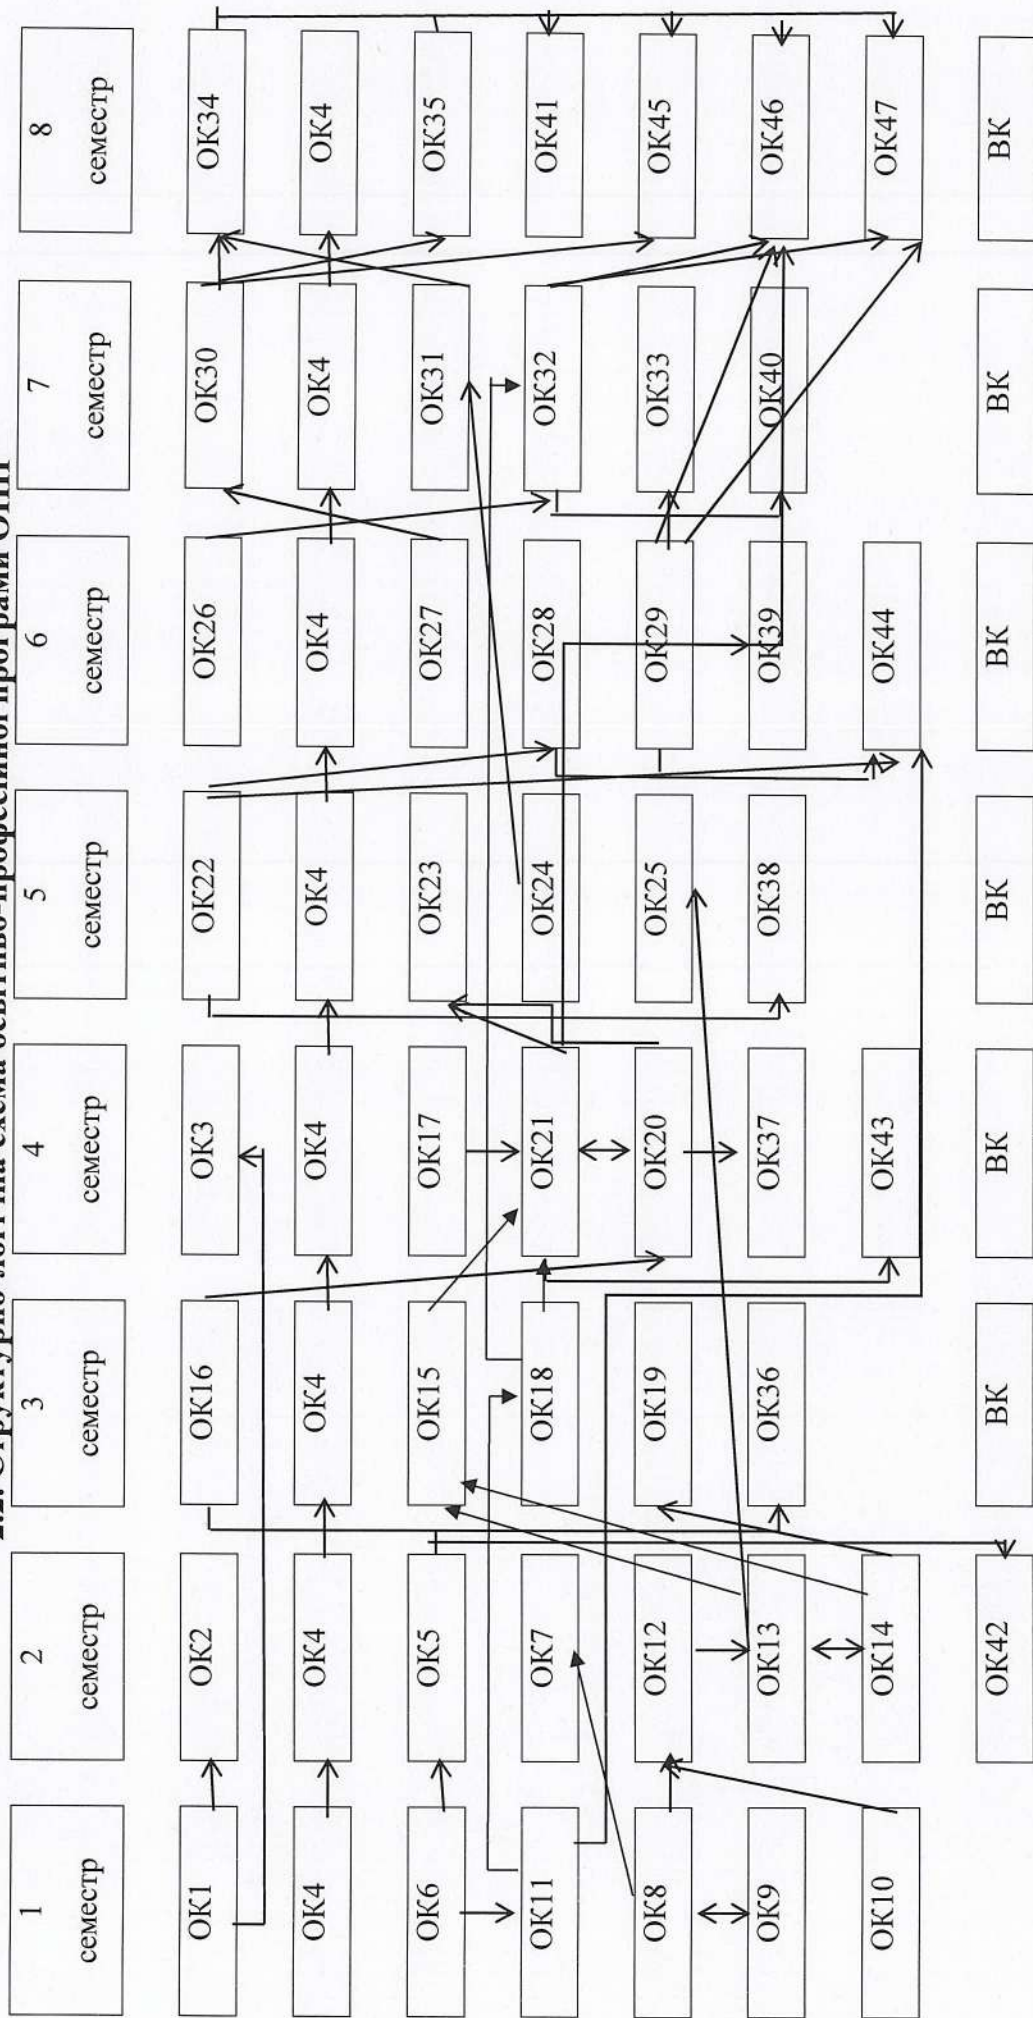 2.2. Структурно-логічна схема освітньо-професійної програми ОПП
1
семестр
2
семестр
3
семестр
4
семестр
5
семестр
6
семестр
7
семестр
8
семестр
ОК1
ОК2
ОК16
ОК3
ОК22
ОК26
ОК30
ОК34
ОК4
ОК4
ОК4
ОК4
ОК4
ОК4
ОК4
ОК4
ОК6
ОК5
ОК15
ОК17
ОК23
ОК27
ОК31
ОК35
ОК11
ОК7
ОК18
ОК21
ОК24
ОК28
ОК32
ОК41
ОК8
ОК12
ОК19
ОК20
ОК25
ОК29
ОК33
ОК45
ОК9
ОК13
ОК36
ОК37
ОК38
ОК39
ОК40
ОК46
ОК10
ОК14
ОК43
ОК44
ОК47
ОК42
ВК
ВК
ВК
ВК
ВК
ВК